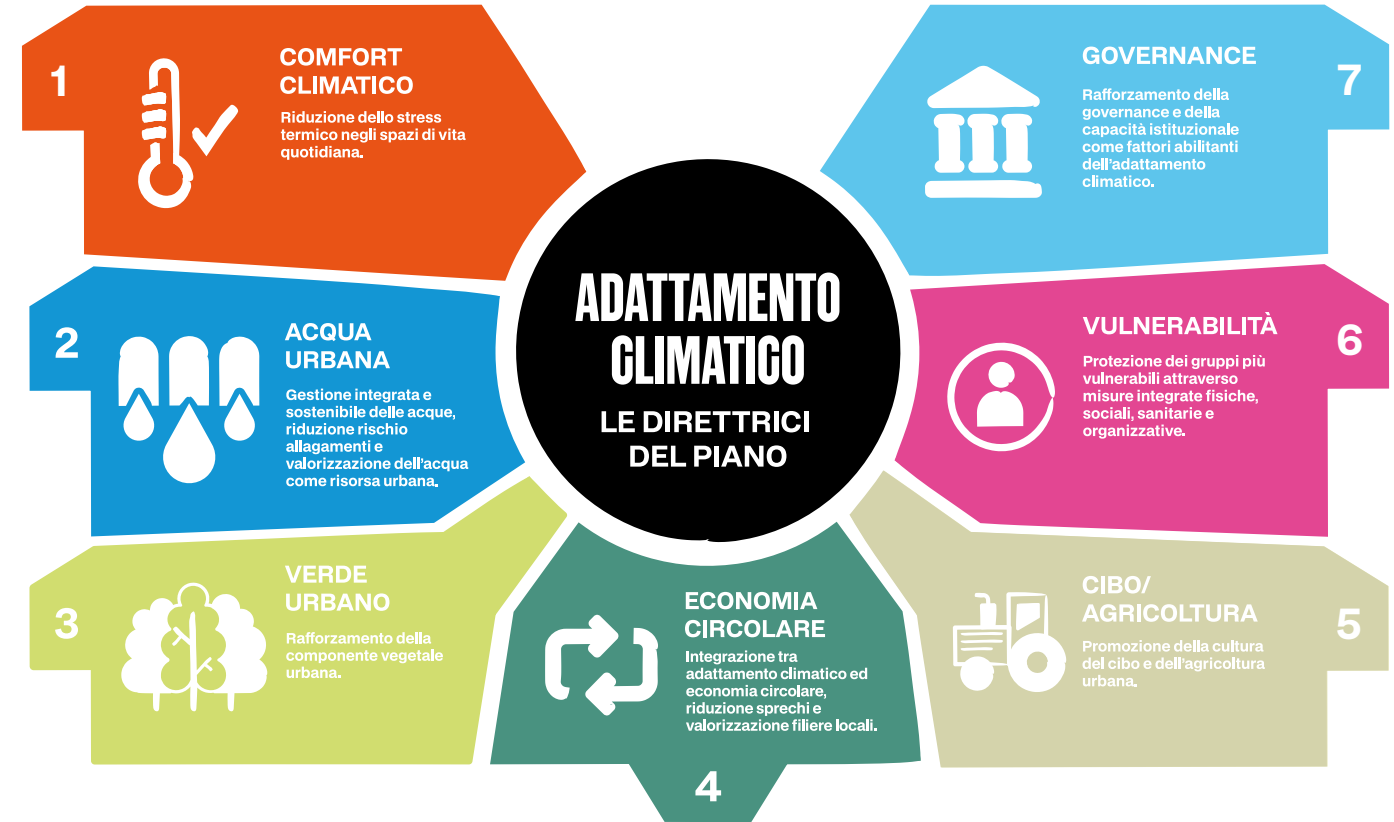 ADATTAMENTO
CLIMATICO
LE DIRETTRICI
DEL PIANO
1
COMFORT
CLIMATICO
Riduzione dello stress
termico negli spazi di vita
quotidiana.
2
ACQUA
URBANA
Gestione integrata e
sostenibile delle acque,
riduzione rischio
allagamenti e
valorizzazione dell'acqua
come risorsa urbana.
3
VERDE
URBANO
Rafforzamento della
componente vegetale
urbana.
4
ECONOMIA
CIRCOLARE
Integrazione tra
adattamento climatico ed
economia circolare,
riduzione sprechi e
valorizzazione filiere locali.
5
CIBO/
AGRICOLTURA
Promozione della cultura
del cibo e dell'agricoltura
urbana.
6
VULNERABILITÀ
Protezione dei gruppi più
vulnerabili attraverso
misure integrate fisiche,
sociali, sanitarie e
organizzative.
7
GOVERNANCE
Rafforzamento della
governance e della
capacità istituzionale
come fattori abilitanti
dell'adattamento
climatico.